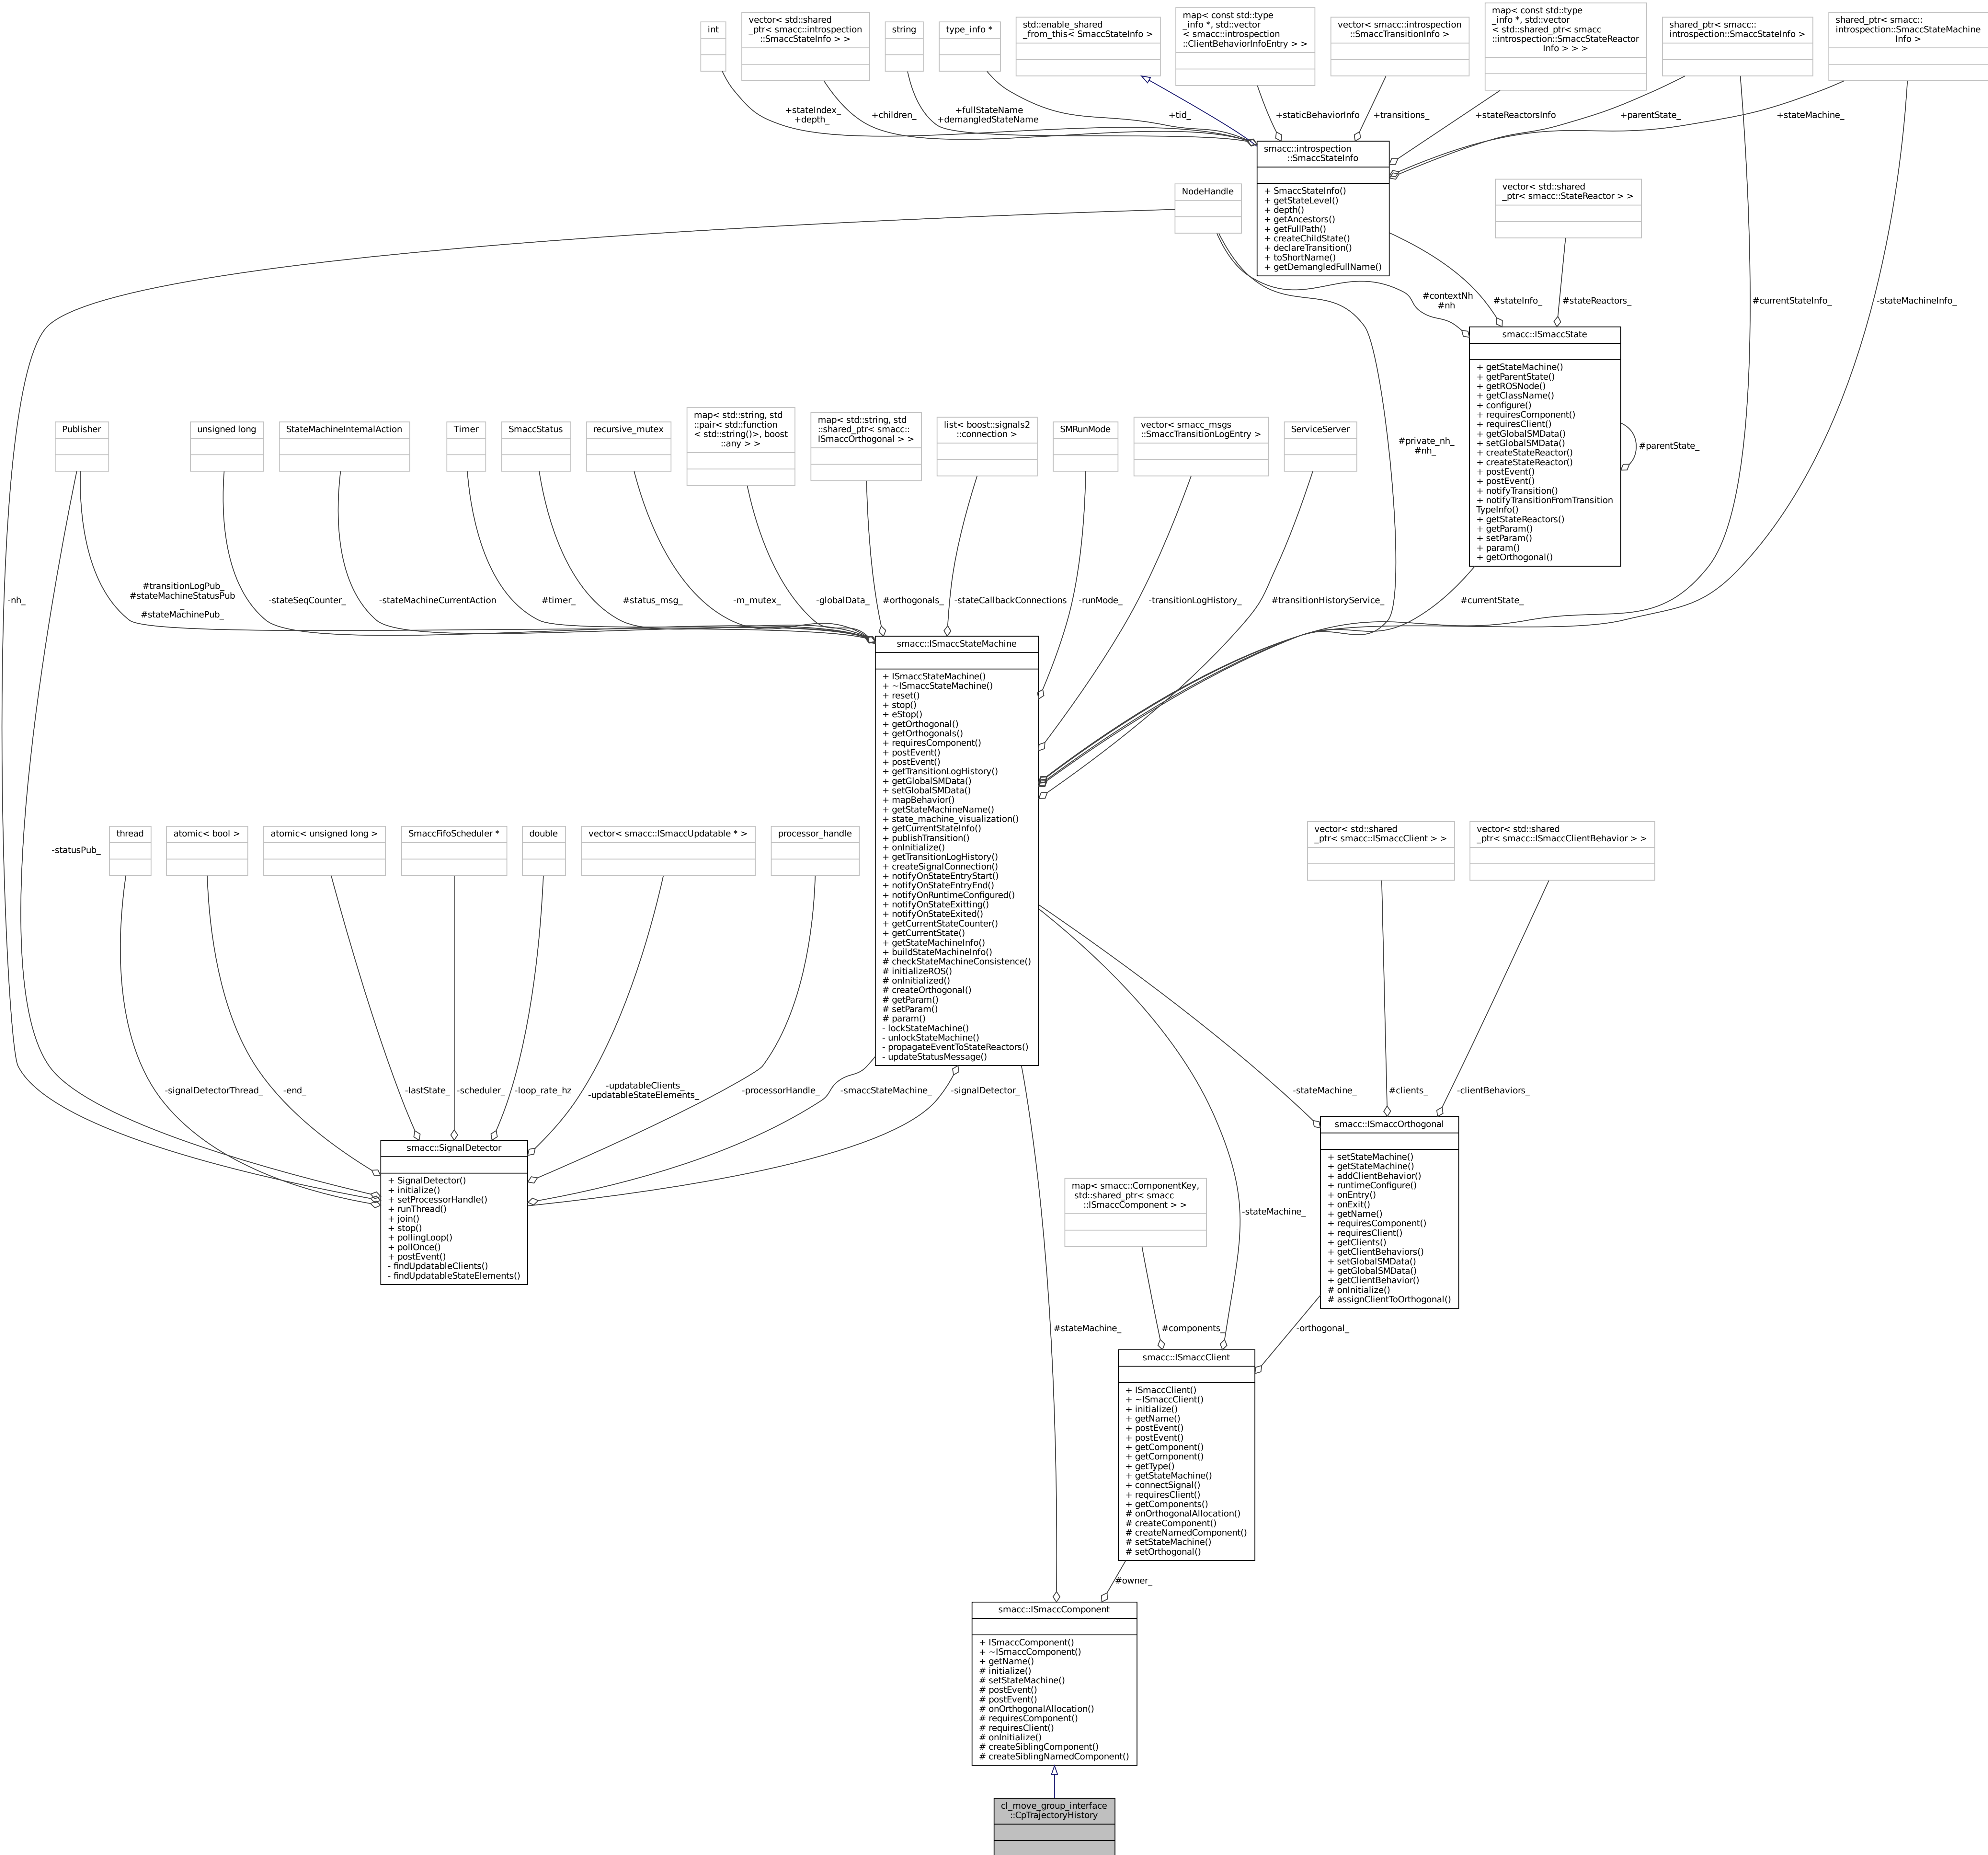 int
vector< std::shared
_ptr< smacc::introspection
::SmaccStateInfo > >
string
type_info *
std::enable_shared
_from_this< SmaccStateInfo >
map< const std::type
_info *, std::vector
< smacc::introspection
::ClientBehaviorInfoEntry > >
vector< smacc::introspection
::SmaccTransitionInfo >
map< const std::type
_info *, std::vector
< std::shared_ptr< smacc
::introspection::SmaccStateReactor
Info > > >
shared_ptr< smacc::
introspection::SmaccStateInfo >
shared_ptr< smacc::
introspection::SmaccStateMachine
Info >
+stateIndex_
+depth_
+children_
+fullStateName
+demangledStateName
+tid_
+staticBehaviorInfo
+transitions_
+stateReactorsInfo
+parentState_
+stateMachine_
smacc::introspection
::SmaccStateInfo
+ SmaccStateInfo()
+ getStateLevel()
+ depth()
+ getAncestors()
+ getFullPath()
+ createChildState()
+ declareTransition()
+ toShortName()
+ getDemangledFullName()
NodeHandle
vector< std::shared
_ptr< smacc::StateReactor > >
#contextNh
#nh
#stateInfo_
#stateReactors_
#currentStateInfo_
-stateMachineInfo_
smacc::ISmaccState
+ getStateMachine()
+ getParentState()
+ getROSNode()
+ getClassName()
+ configure()
+ requiresComponent()
+ requiresClient()
+ getGlobalSMData()
+ setGlobalSMData()
+ createStateReactor()
+ createStateReactor()
+ postEvent()
+ postEvent()
+ notifyTransition()
+ notifyTransitionFromTransition
TypeInfo()
+ getStateReactors()
+ getParam()
+ setParam()
+ param()
+ getOrthogonal()
#parentState_
Publisher
unsigned long
StateMachineInternalAction
Timer
SmaccStatus
recursive_mutex
map< std::string, std
::pair< std::function
< std::string()>, boost
::any > >
map< std::string, std
::shared_ptr< smacc::
ISmaccOrthogonal > >
list< boost::signals2
::connection >
SMRunMode
vector< smacc_msgs
::SmaccTransitionLogEntry >
ServiceServer
#private_nh_
#nh_
-nh_
#transitionLogPub_
#stateMachineStatusPub
_
#stateMachinePub_
-stateSeqCounter_
-stateMachineCurrentAction
#timer_
#status_msg_
-m_mutex_
-globalData_
#orthogonals_
-stateCallbackConnections
-runMode_
-transitionLogHistory_
#transitionHistoryService_
#currentState_
smacc::ISmaccStateMachine
+ ISmaccStateMachine()
+ ~ISmaccStateMachine()
+ reset()
+ stop()
+ eStop()
+ getOrthogonal()
+ getOrthogonals()
+ requiresComponent()
+ postEvent()
+ postEvent()
+ getTransitionLogHistory()
+ getGlobalSMData()
+ setGlobalSMData()
+ mapBehavior()
+ getStateMachineName()
+ state_machine_visualization()
+ getCurrentStateInfo()
+ publishTransition()
+ onInitialize()
+ getTransitionLogHistory()
+ createSignalConnection()
+ notifyOnStateEntryStart()
+ notifyOnStateEntryEnd()
+ notifyOnRuntimeConfigured()
+ notifyOnStateExitting()
+ notifyOnStateExited()
+ getCurrentStateCounter()
+ getCurrentState()
+ getStateMachineInfo()
+ buildStateMachineInfo()
# checkStateMachineConsistence()
# initializeROS()
# onInitialized()
# createOrthogonal()
# getParam()
# setParam()
# param()
- lockStateMachine()
- unlockStateMachine()
- propagateEventToStateReactors()
- updateStatusMessage()
-statusPub_
thread
atomic< bool >
atomic< unsigned long >
SmaccFifoScheduler *
double
vector< smacc::ISmaccUpdatable * >
processor_handle
vector< std::shared
_ptr< smacc::ISmaccClient > >
vector< std::shared
_ptr< smacc::ISmaccClientBehavior > >
-signalDetectorThread_
-end_
-lastState_
-scheduler_
-loop_rate_hz
-updatableClients_
-updatableStateElements_
-processorHandle_
-smaccStateMachine_
-signalDetector_
-stateMachine_
#clients_
-clientBehaviors_
smacc::SignalDetector
+ SignalDetector()
+ initialize()
+ setProcessorHandle()
+ runThread()
+ join()
+ stop()
+ pollingLoop()
+ pollOnce()
+ postEvent()
- findUpdatableClients()
- findUpdatableStateElements()
smacc::ISmaccOrthogonal
+ setStateMachine()
+ getStateMachine()
+ addClientBehavior()
+ runtimeConfigure()
+ onEntry()
+ onExit()
+ getName()
+ requiresComponent()
+ requiresClient()
+ getClients()
+ getClientBehaviors()
+ setGlobalSMData()
+ getGlobalSMData()
+ getClientBehavior()
# onInitialize()
# assignClientToOrthogonal()
map< smacc::ComponentKey,
std::shared_ptr< smacc
::ISmaccComponent > >
-stateMachine_
#stateMachine_
#components_
-orthogonal_
smacc::ISmaccClient
+ ISmaccClient()
+ ~ISmaccClient()
+ initialize()
+ getName()
+ postEvent()
+ postEvent()
+ getComponent()
+ getComponent()
+ getType()
+ getStateMachine()
+ connectSignal()
+ requiresClient()
+ getComponents()
# onOrthogonalAllocation()
# createComponent()
# createNamedComponent()
# setStateMachine()
# setOrthogonal()
#owner_
smacc::ISmaccComponent
+ ISmaccComponent()
+ ~ISmaccComponent()
+ getName()
# initialize()
# setStateMachine()
# postEvent()
# postEvent()
# onOrthogonalAllocation()
# requiresComponent()
# requiresClient()
# onInitialize()
# createSiblingComponent()
# createSiblingNamedComponent()
cl_move_group_interface
::CpTrajectoryHistory